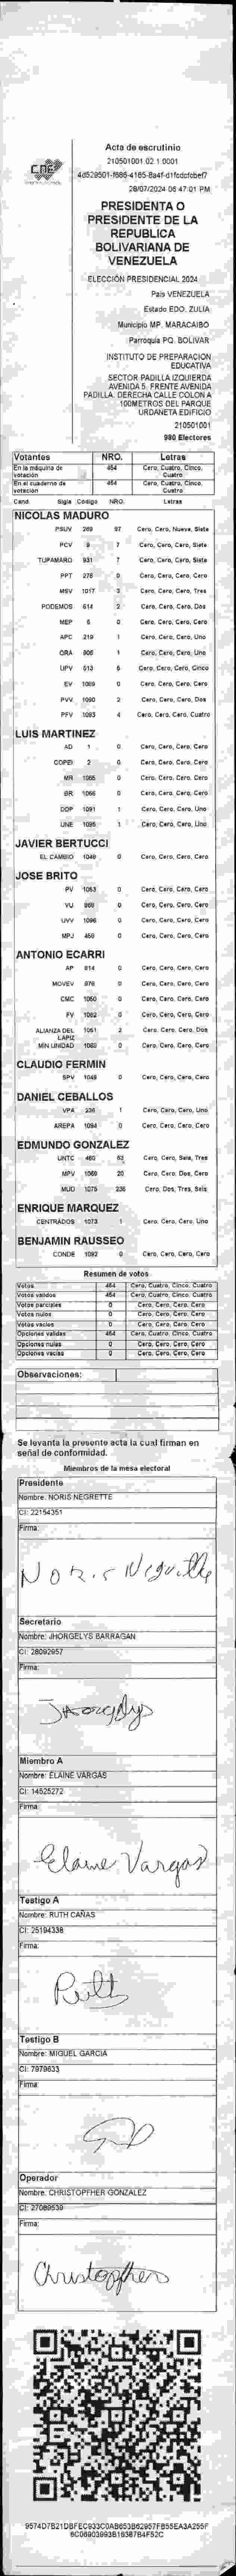 CNE
Acta de escrutinio
210501001.02.1.0001
28/07/2024 06:47:01 PM
PRESIDENTA O
PRESIDENTE DE LA
REPUBLICA
BOLIVARIANA DE
VENEZUELA
ELECCIÓN PRESIDENCIAL 2024
País VENEZUELA
Estado EDO. ZULIA
Municipio MP. MARACAIBO
Parroquia PQ. BOLIVAR
INSTITUTO DE PREPARACION
EDUCATIVA
SECTOR PADILLA IZQUIERDA
AVENIDA 5. FRENTE AVENIDA
PADILLA. DERECHA CALLE COLON A
100METROS DEL PARQUE
URDANETA EDIFICIO
210501001
980 Electores
Votantes NRO. Letras
En la máquina de votación 454 Cero, Cuatro, Cinco, Cuatro
En el cuaderno de votación 454 Cero, Cuatro, Cinco, Cuatro
Cand. Sigla Código NRO. Letras
NICOLAS MADURO
PSUV 269 97 Cero, Cero, Nueve, Siete
PCV 9 7 Cero, Cero, Cero, Siete
TUPAMARO 931 7 Cero, Cero, Cero, Siete
PPT 276 0 Cero, Cero, Cero, Cero
MSV 1017 3 Cero, Cero, Cero, Tres
PODEMOS 614 2 Cero, Cero, Cero, Dos
MEP 6 0 Cero, Cero, Cero, Cero
APC 219 1 Cero, Cero, Cero, Uno
ORA 806 1 Cero, Cero, Cero, Uno
UPV 613 5 Cero, Cero, Cero, Cinco
EV 1089 0 Cero, Cero, Cero, Cero
PVV 1090 2 Cero, Cero, Cero, Dos
PFV 1093 4 Cero, Cero, Cero, Cuatro
LUIS MARTINEZ
AD 1 0 Cero, Cero, Cero, Cero
COPEI 2 0 Cero, Cero, Cero, Cero
MR 1065 0 Cero, Cero, Cero, Cero
BR 1066 0 Cero, Cero, Cero, Cero
DDP 1091 1 Cero, Cero, Cero, Uno
UNE 1095 1 Cero, Cero, Cero, Uno
JAVIER BERTUCCI
EL CAMBIO 1048 0 Cero, Cero, Cero, Cero
JOSE BRITO
PV 1053 0 Cero, Cero, Cero, Cero
VU 868 0 Cero, Cero, Cero, Cero
UVV 1096 0 Cero, Cero, Cero, Cero
MPJ 459 0 Cero, Cero, Cero, Cero
ANTONIO ECARRI
AP 914 0 Cero, Cero, Cero, Cero
MOVEV 976 0 Cero, Cero, Cero, Cero
CMC 1050 0 Cero, Cero, Cero, Cero
FV 1052 0 Cero, Cero, Cero, Cero
ALIANZA DEL LAPIZ 1051 2 Cero, Cero, Cero, Dos
MIN UNIDAD 1083 0 Cero, Cero, Cero, Cero
CLAUDIO FERMIN
SPV 1049 0 Cero, Cero, Cero, Cero
DANIEL CEBALLOS
VPA 336 1 Cero, Cero, Cero, Uno
AREPA 1094 0 Cero, Cero, Cero, Cero
EDMUNDO GONZALEZ
UNTC 460 63 Cero, Cero, Seis, Tres
MPV 1069 20 Cero, Cero, Dos, Cero
MUD 1075 236 Cero, Dos, Tres, Seis
ENRIQUE MARQUEZ
CENTRADOS 1073 1 Cero, Cero, Cero, Uno
BENJAMIN RAUSSEO
CONDE 1092 0 Cero, Cero, Cero, Cero
Resumen de votos
Votos 454 Cero, Cuatro, Cinco, Cuatro
Votos validos 454 Cero, Cuatro, Cinco, Cuatro
Votos parciales 0 Cero, Cero, Cero, Cero
Votos nulos 0 Cero, Cero, Cero, Cero
Votos vacios 0 Cero, Cero, Cero, Cero
Opciones validas 454 Cero, Cuatro, Cinco, Cuatro
Opciones nulas 0 Cero, Cero, Cero, Cero
Opciones vacias 0 Cero, Cero, Cero, Cero
Observaciones:
Se levanta la presente acta la cual firman en
señal de conformidad.
Miembros de la mesa electoral
Presidente
Nombre: NORIS NEGRETTE
CI: 22154351
Firma:
Noris Negrette
Secretario
Nombre: JHORGELYS BARRAGAN
CI: 28092957
Firma:
Jhorgelys
Miembro A
Nombre: ELAINE VARGAS
CI: 14825272
Firma:
Elaine Vargas
Testigo A
Nombre: RUTH CAÑAS
CI: 25194338
Firma:
Ruth
Testigo B
Nombre: MIGUEL GARCIA
CI: 7979633
Firma:
Operador
Nombre: CHRISTOPFHER GONZALEZ
CI: 27089539
Firma:
Christopfher